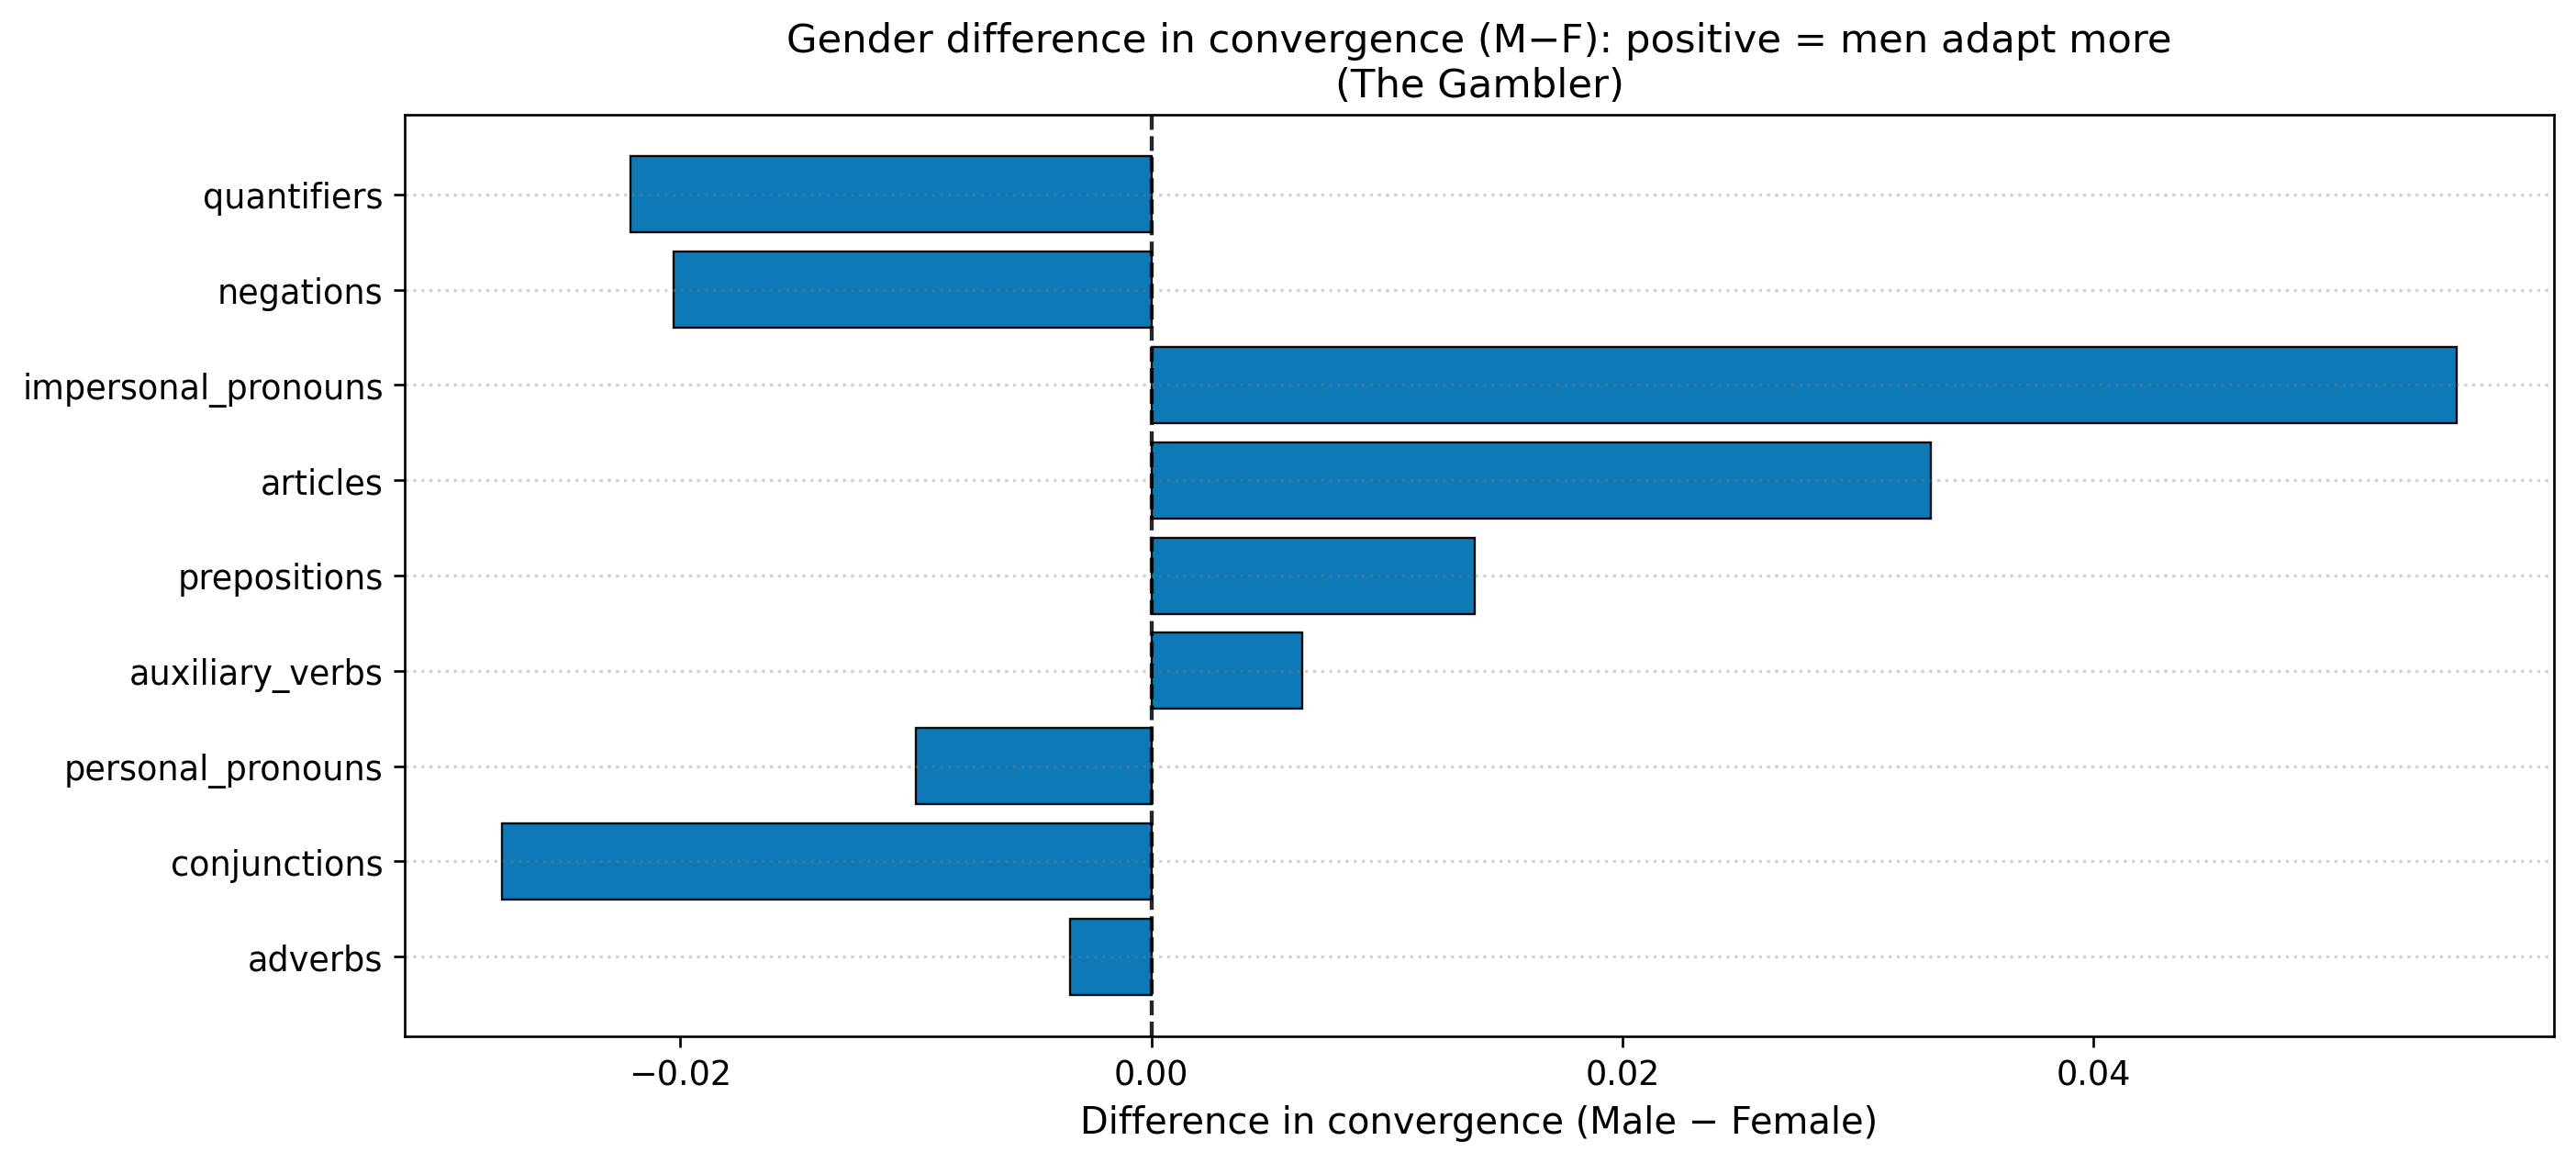 Gender difference in convergence (M−F): positive = men adapt more
(The Gambler)
quantifiers
negations
impersonal_pronouns
articles
prepositions
auxiliary_verbs
personal_pronouns
conjunctions
adverbs
−0.02 0.00 0.02 0.04
Difference in convergence (Male − Female)